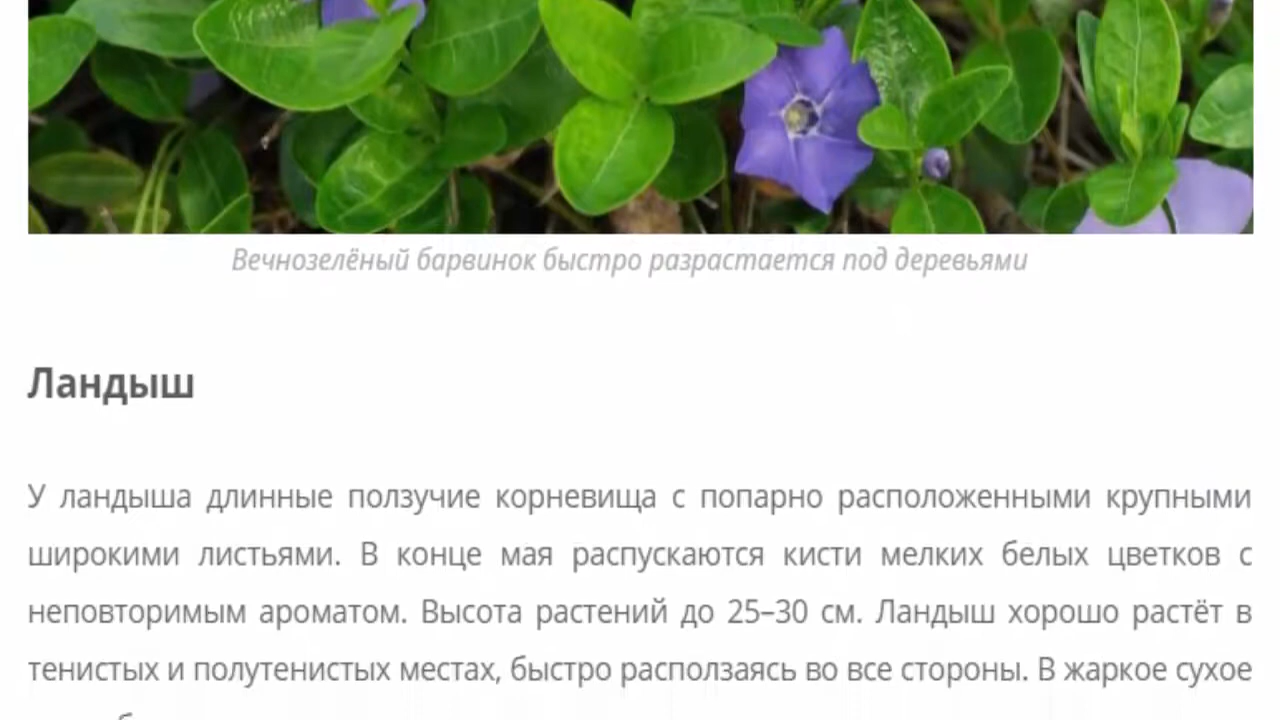 Вечнозелёный барвинок быстро разрастается под деревьями
Ландыш
У ландыша длинные ползучие корневища с попарно расположенными крупными
широкими листьями. В конце мая распускаются кисти мелких белых цветков с
неповторимым ароматом. Высота растений до 25–30 см. Ландыш хорошо растёт в
тенистых и полутенистых местах, быстро расползаясь во все стороны. В жаркое сухое